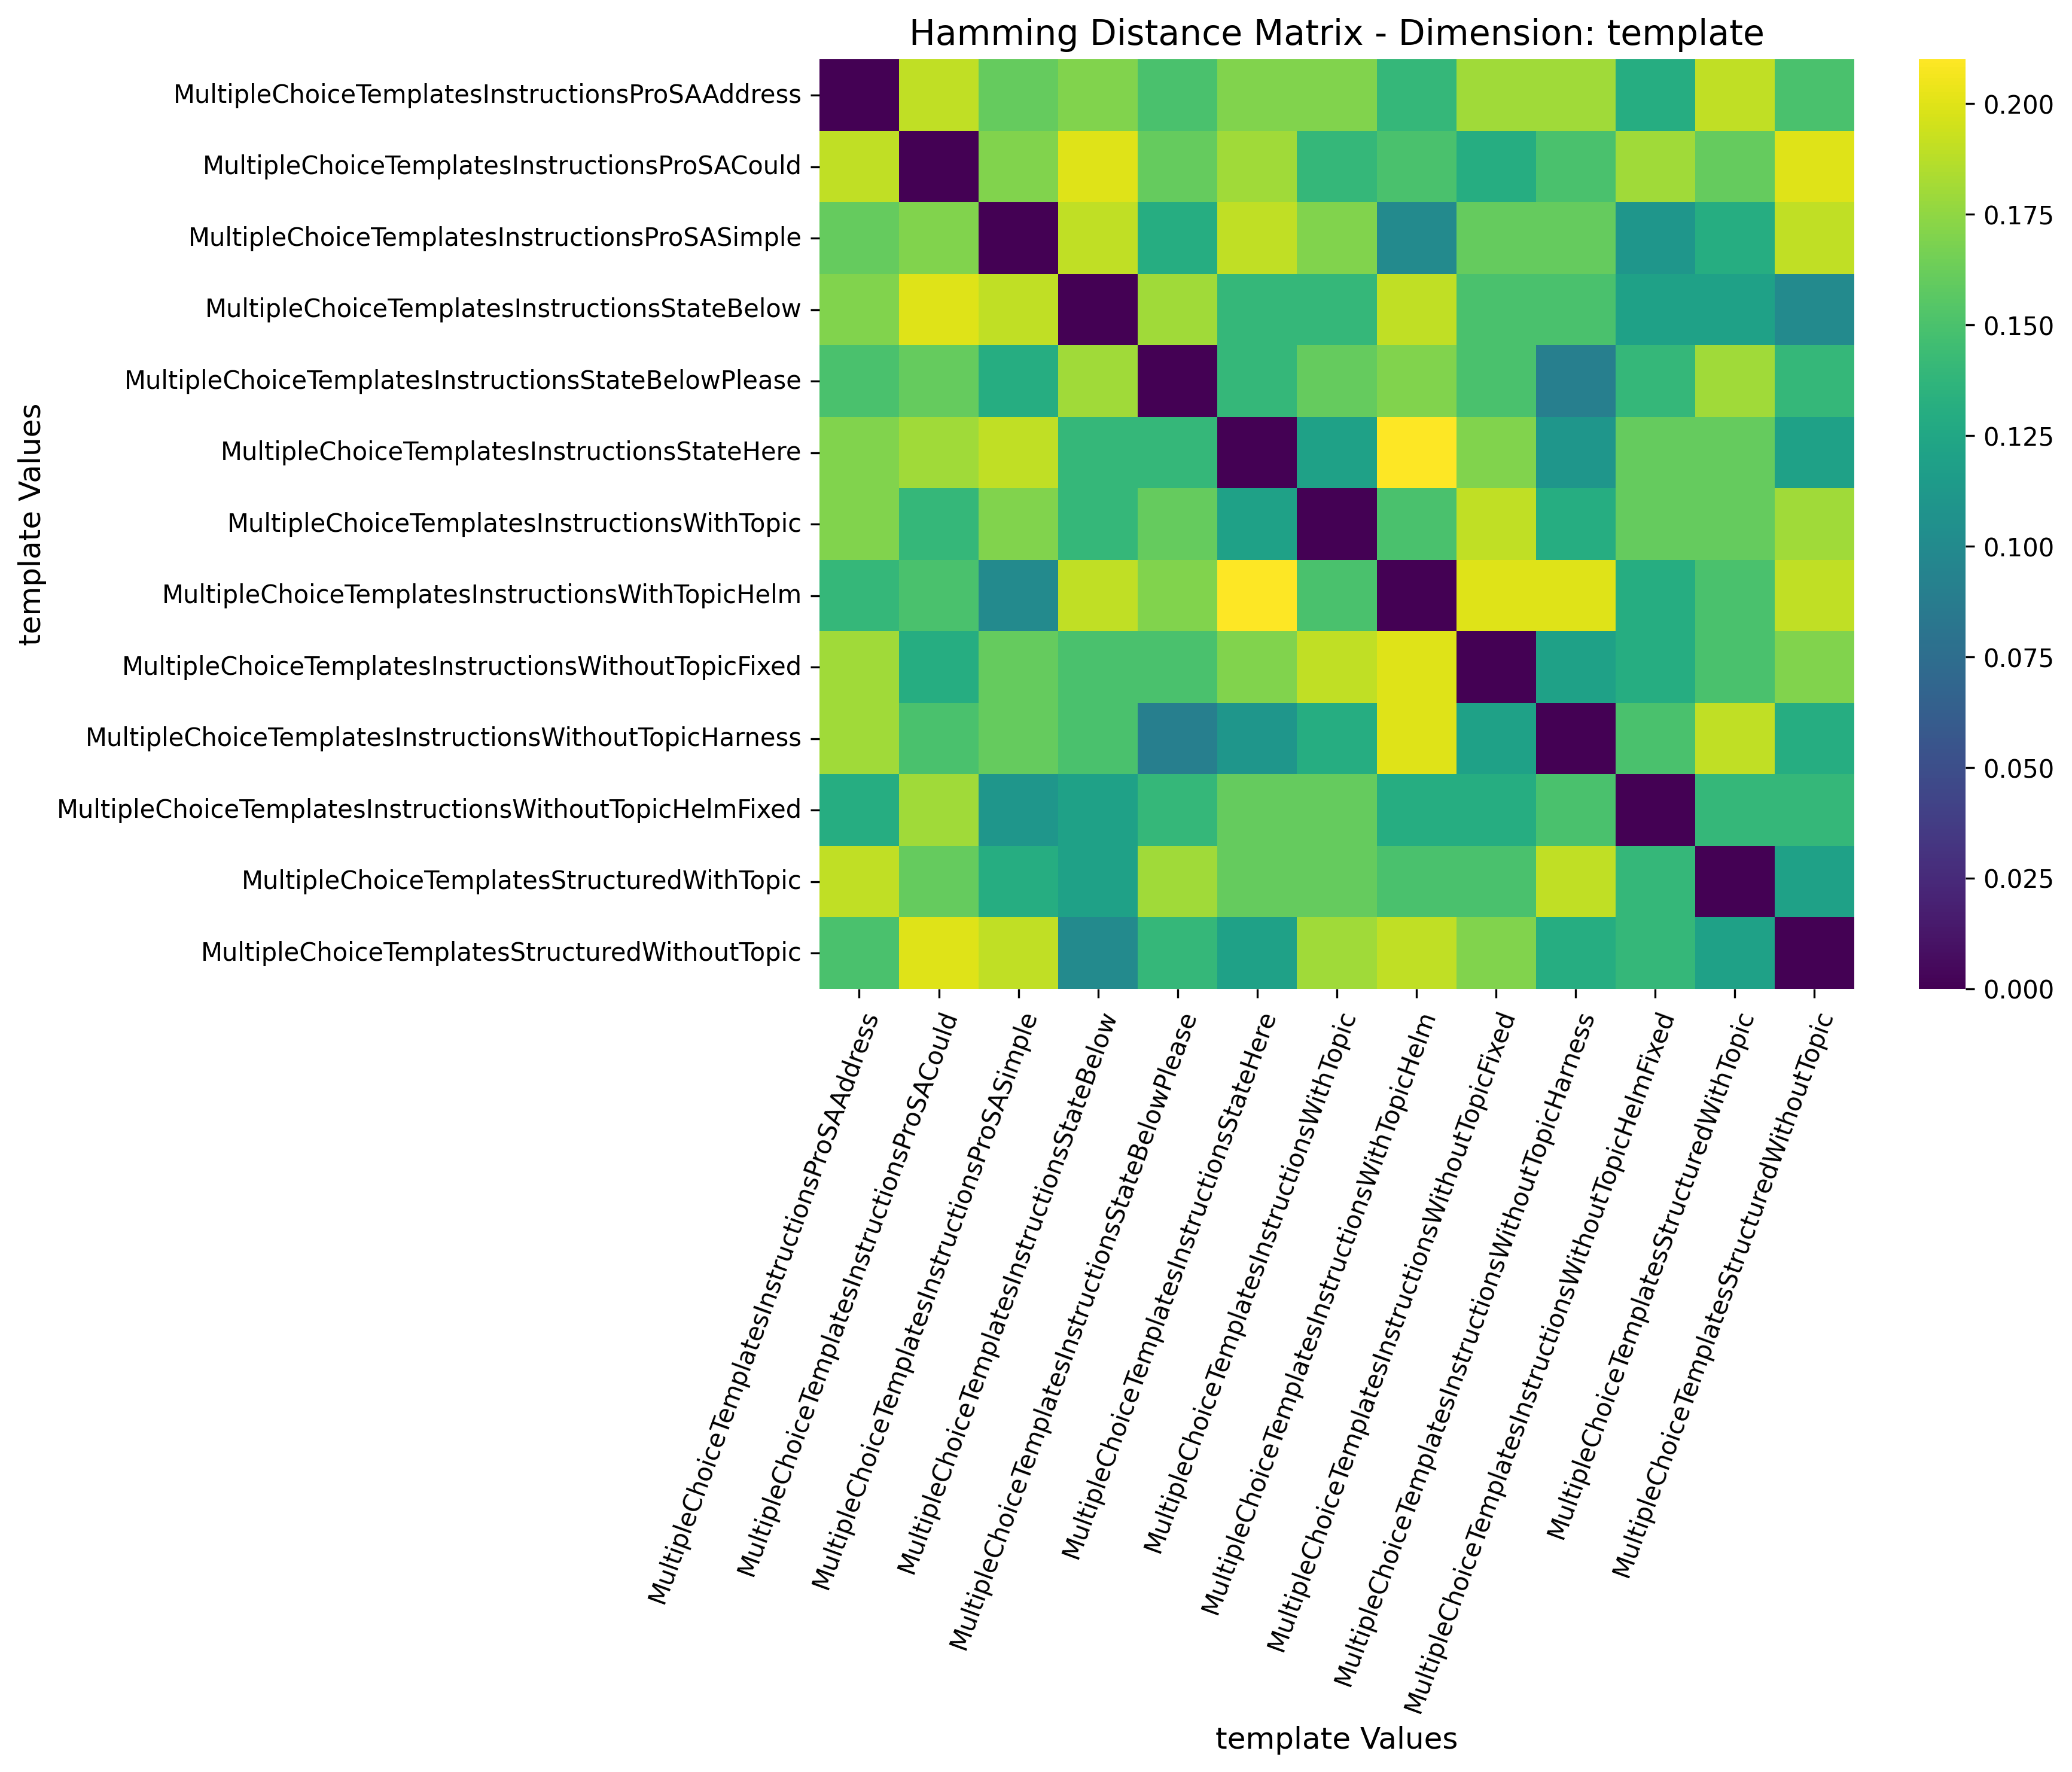 Hamming Distance Matrix - Dimension: template
template Values
MultipleChoiceTemplatesInstructionsProSAAddress
MultipleChoiceTemplatesInstructionsProSACould
MultipleChoiceTemplatesInstructionsProSASimple
MultipleChoiceTemplatesInstructionsStateBelow
MultipleChoiceTemplatesInstructionsStateBelowPlease
MultipleChoiceTemplatesInstructionsStateHere
MultipleChoiceTemplatesInstructionsWithTopic
MultipleChoiceTemplatesInstructionsWithTopicHelm
MultipleChoiceTemplatesInstructionsWithoutTopicFixed
MultipleChoiceTemplatesInstructionsWithoutTopicHarness
MultipleChoiceTemplatesInstructionsWithoutTopicHelmFixed
MultipleChoiceTemplatesStructuredWithTopic
MultipleChoiceTemplatesStructuredWithoutTopic
0.200
0.175
0.150
0.125
0.100
0.075
0.050
0.025
0.000
MultipleChoiceTemplatesInstructionsProSAAddress
MultipleChoiceTemplatesInstructionsProSACould
MultipleChoiceTemplatesInstructionsProSASimple
MultipleChoiceTemplatesInstructionsStateBelow
MultipleChoiceTemplatesInstructionsStateBelowPlease
MultipleChoiceTemplatesInstructionsStateHere
MultipleChoiceTemplatesInstructionsWithTopic
MultipleChoiceTemplatesInstructionsWithTopicHelm
MultipleChoiceTemplatesInstructionsWithoutTopicFixed
MultipleChoiceTemplatesInstructionsWithoutTopicHarness
MultipleChoiceTemplatesInstructionsWithoutTopicHelmFixed
MultipleChoiceTemplatesStructuredWithTopic
MultipleChoiceTemplatesStructuredWithoutTopic
template Values